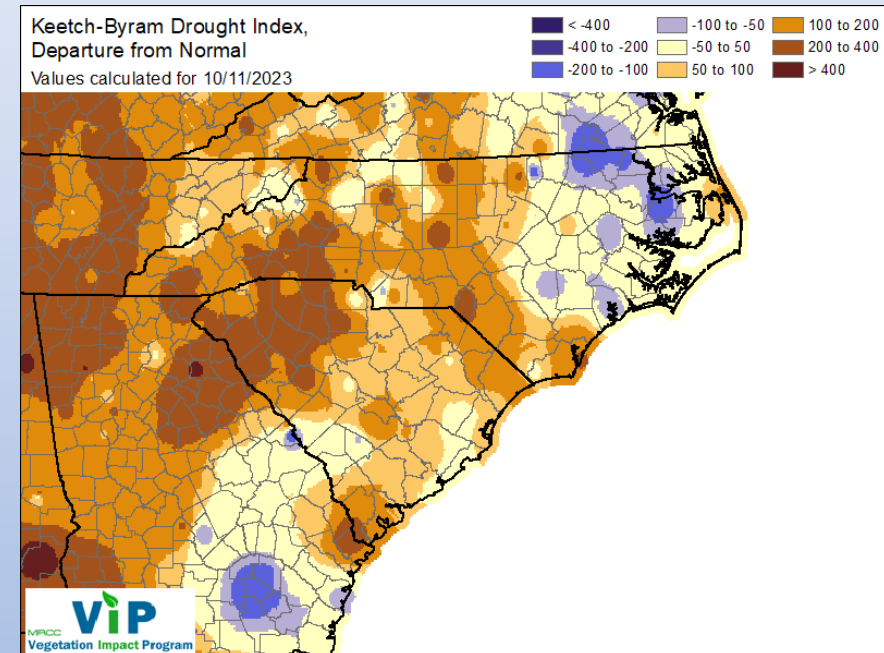 Keetch-Byram Drought Index,
Departure from Normal
Values calculated for 10/11/2023
< -400
-400 to -200
-200 to -100
-100 to -50
-50 to 50
50 to 100
100 to 200
200 to 400
> 400
MRCC ViP
Vegetation Impact Program